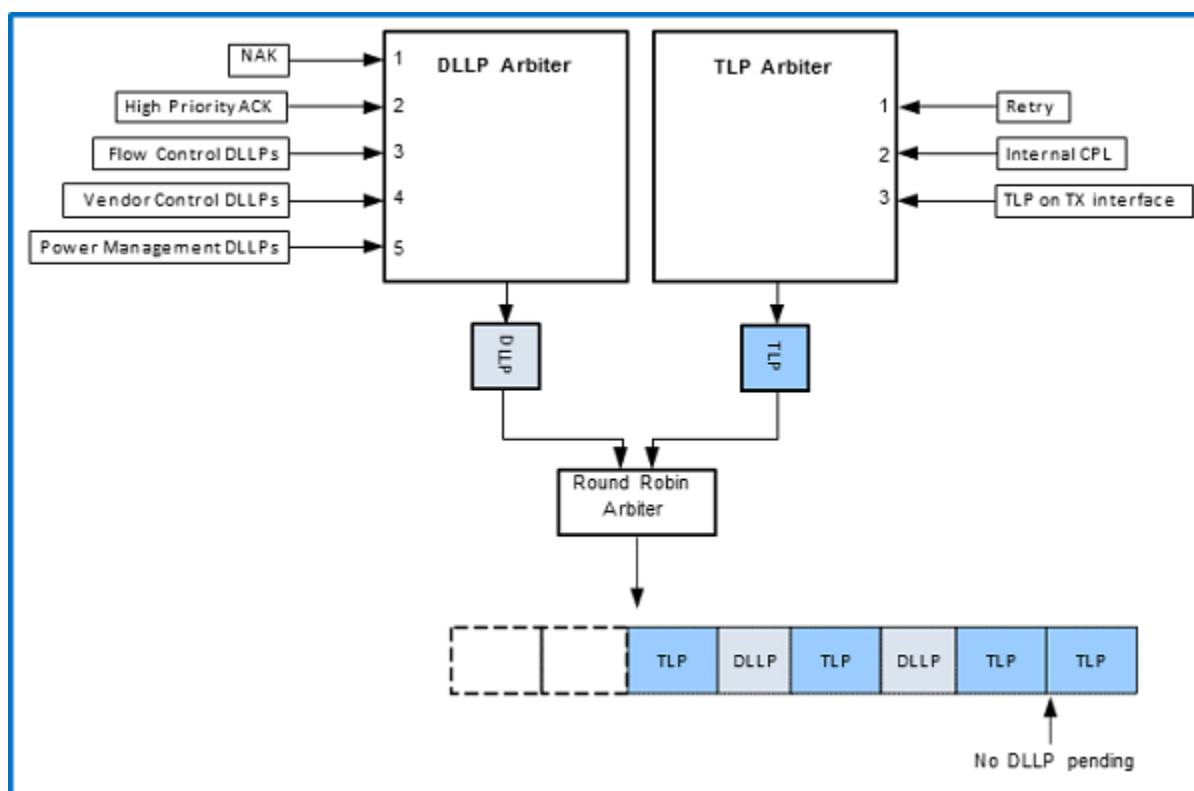 NAK
High Priority ACK
Flow Control DLLPs
Vendor Control DLLPs
Power Management DLLPs
1
2
3
4
5
DLLP Arbiter
TLP Arbiter
1
2
3
Retry
Internal CPL
TLP on TX interface
DLLP
TLP
Round Robin
Arbiter
TLP DLLP TLP DLLP TLP TLP
No DLLP pending